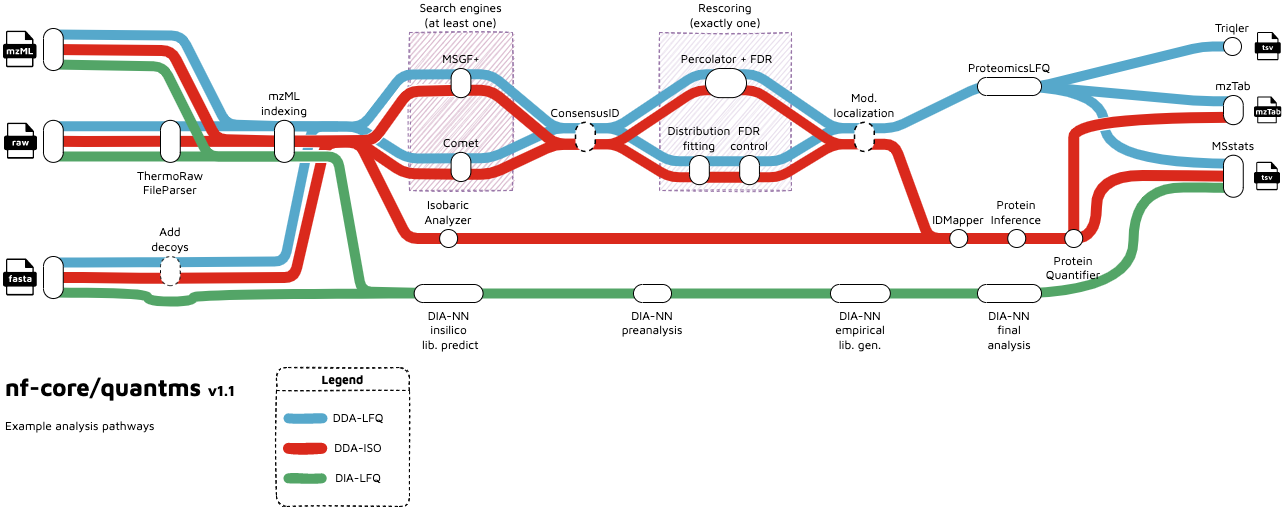 Search engines
(at least one)
Rescoring
(exactly one)
Triqler
tsv
mzML
MSGF+
Percolator + FDR
ProteomicsLFQ
mzTab
mzTab
mzML
indexing
ConsensusID
Mod.
localization
raw
Comet
Distribution
fitting
FDR
control
MSstats
tsv
ThermoRaw
FileParser
Isobaric
Analyzer
IDMapper
Protein
Inference
Add
decoys
fasta
Protein
Quantifier
DIA-NN
insilico
lib. predict
DIA-NN
preanalysis
DIA-NN
empirical
lib. gen.
DIA-NN
final
analysis
nf-core/quantms v1.1
Example analysis pathways
Legend
DDA-LFQ
DDA-ISO
DIA-LFQ